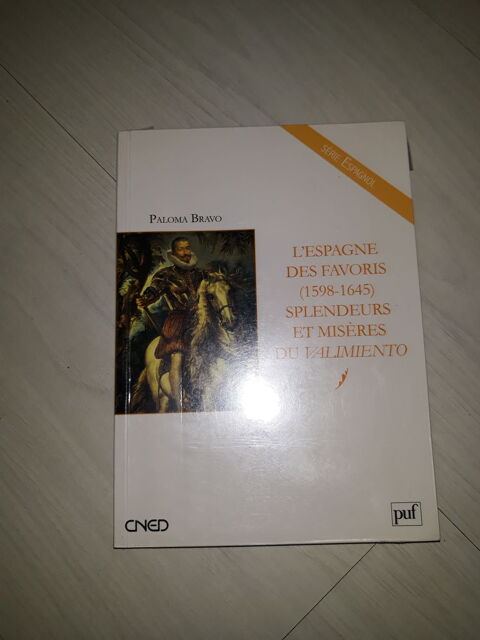 SÉRIE ESPAGNOL
PALOMA BRAVO
L'ESPAGNE
DES FAVORIS
(1598-1645)
SPLENDEURS
ET MISÈRES
DU VALIMIENTO
CNED
puf